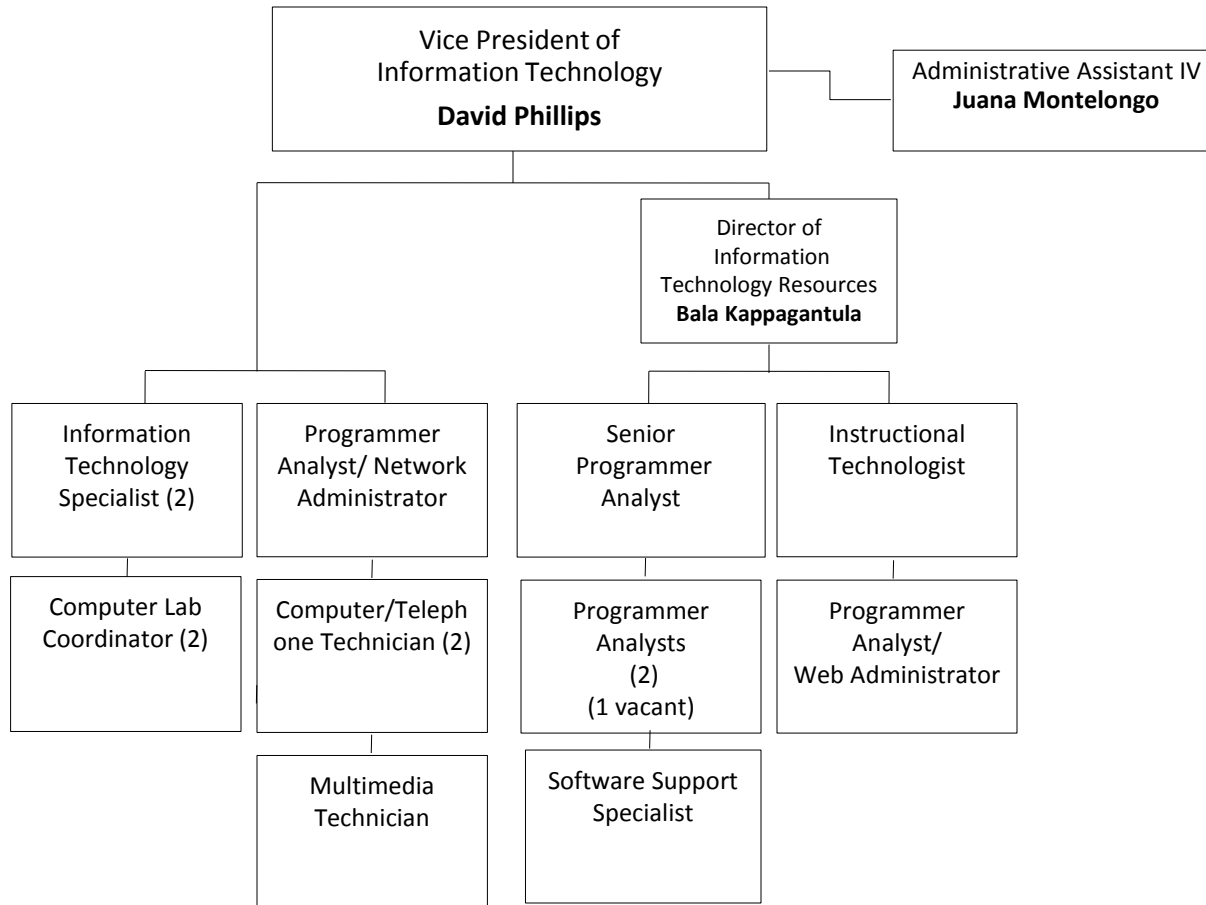 Vice President of
Information Technology
David Phillips
Administrative Assistant IV
Juana Montelongo
Director of
Information
Technology Resources
Bala Kappagantula
Information
Technology
Specialist (2)
Programmer
Analyst/ Network
Administrator
Senior
Programmer
Analyst
Instructional
Technologist
Computer Lab
Coordinator (2)
Computer/Teleph
one Technician (2)
Programmer
Analysts
(2)
(1 vacant)
Programmer
Analyst/
Web Administrator
Multimedia
Technician
Software Support
Specialist